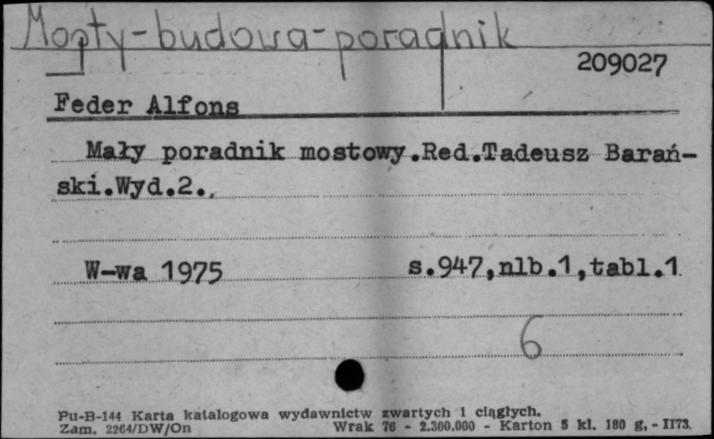 Mosty-budowa-poradnik
209027
Feder Alfons
Mały poradnik mostowy.Red.Tadeusz Barań-
ski.Wyd.2.
W-wa 1975 s.947,nlb.1,tabl.1
6
Pu-B-144 Karta katalogowa wydawnictw zwartych i ciągłych.
Zam. 2264/DW/On Wrak 76 - 2.300.000 - Karton 5 kl. 180 g, - II73.